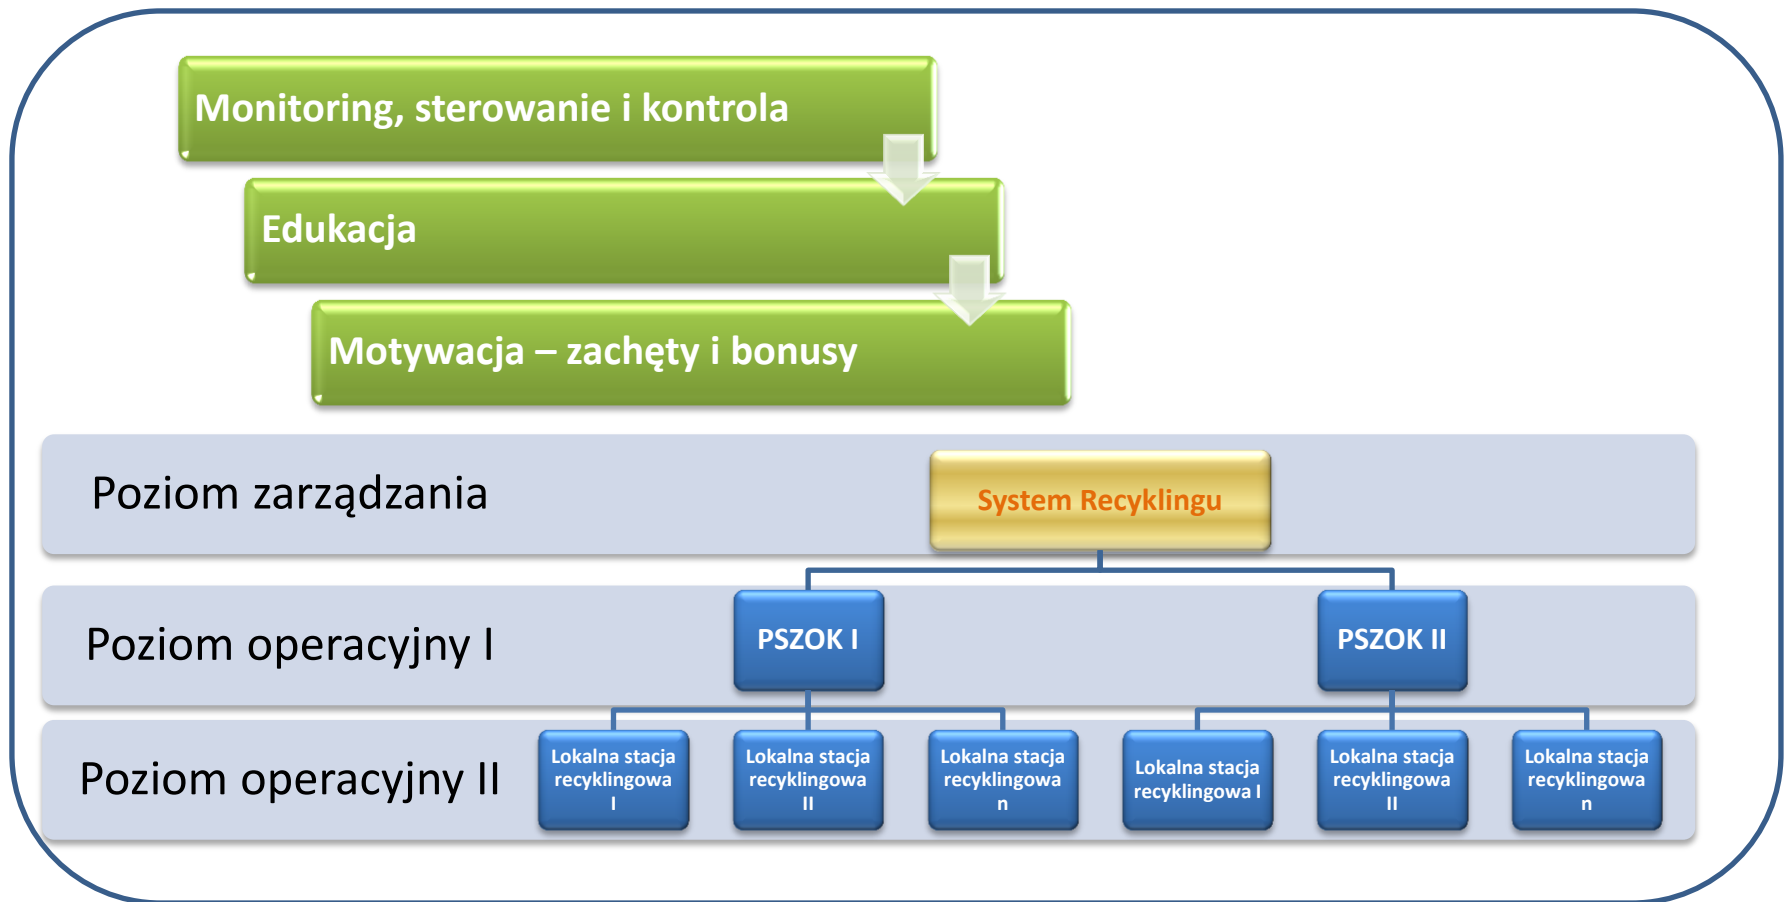 Monitoring, sterowanie i kontrola
Edukacja
Motywacja – zachęty i bonusy
Poziom zarządzania
System Recyklingu
Poziom operacyjny I
PSZOK I
PSZOK II
Poziom operacyjny II
Lokalna stacja
recyklingowa
I
Lokalna stacja
recyklingowa
II
Lokalna stacja
recyklingowa
n
Lokalna stacja
recyklingowa I
Lokalna stacja
recyklingowa
II
Lokalna stacja
recyklingowa
n